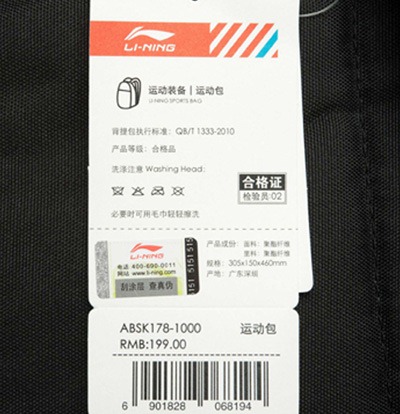 LI-NING
运动装备 | 运动包
LI-NING SPORTS BAG
背提包执行标准: QB/T 1333-2010
产品等级: 合格品
洗涤注意 Washing Head:
合格证
检验员:02
必要时可用毛巾轻轻擦洗
LI-NING
电话 400-690-0011
网站 www.li-ning.com
刮涂层 查真伪
产品成份: 面料: 聚酯纤维
里料: 聚酯纤维
规格: 305x150x460mm
产地: 广东深圳
ABSK178-1000 运动包
RMB:199.00
6 901828 068194